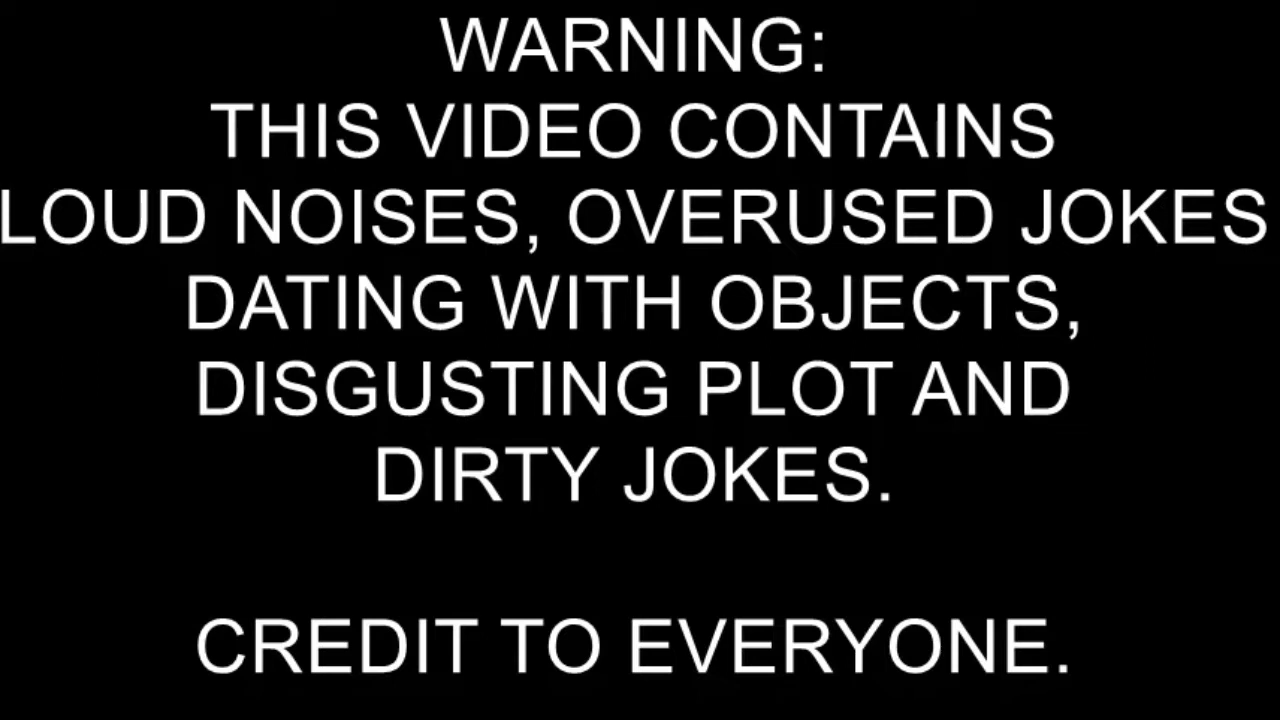 WARNING:
THIS VIDEO CONTAINS
LOUD NOISES, OVERUSED JOKES
DATING WITH OBJECTS,
DISGUSTING PLOT AND
DIRTY JOKES.
CREDIT TO EVERYONE.